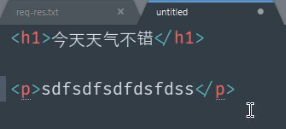 req-res.txt
untitled
<h1>今天天气不错</h1>
<p>sdfsdfsdfdsfdss</p>